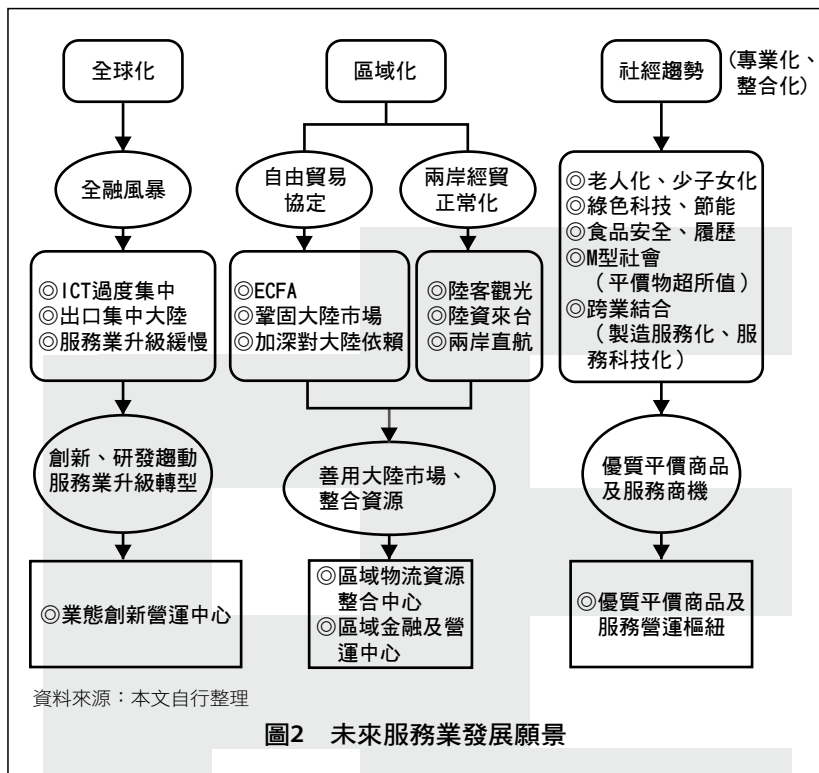 全球化
區域化
社經趨勢
(專業化、
整合化)
全融風暴
自由貿易
協定
兩岸經貿
正常化
◎老人化、少子女化
◎綠色科技、節能
◎食品安全、履歷
◎M型社會
（平價物超所值）
◎跨業結合
（製造服務化、服
務科技化）
◎ICT過度集中
◎出口集中大陸
◎服務業升級緩慢
◎ECFA
◎鞏固大陸市場
◎加深對大陸依賴
◎陸客觀光
◎陸資來台
◎兩岸直航
創新、研發趨動
服務業升級轉型
善用大陸市場、
整合資源
優質平價商品
及服務商機
◎業態創新營運中心
◎區域物流資源
整合中心
◎區域金融及營
運中心
◎優質平價商品及
服務營運樞紐
資料來源：本文自行整理
圖2　未來服務業發展願景